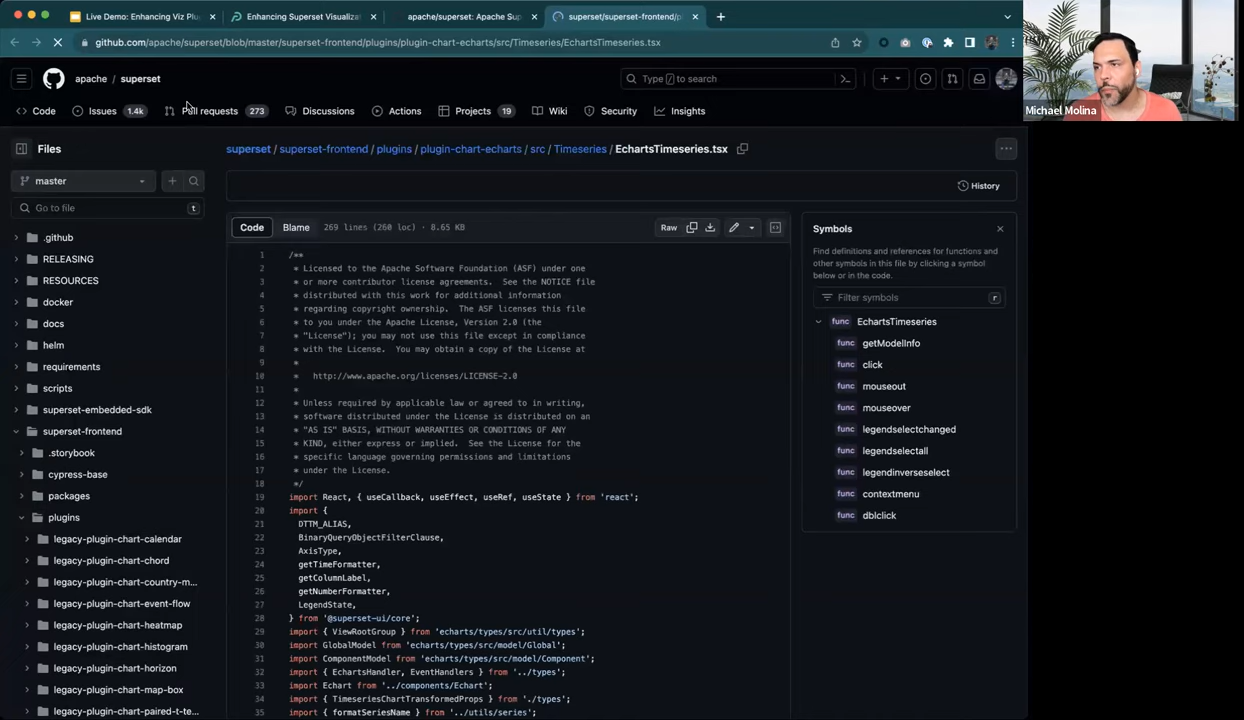 Live Demo: Enhancing Viz Plu
Enhancing Superset Visualiza
apache/superset: Apache Sup
superset/superset-frontend/p
github.com/apache/superset/blob/master/superset-frontend/plugins/plugin-chart-echarts/src/Timeseries/EchartsTimeseries.tsx
apache / superset
Type / to search
Code
Issues 1.4k
Pull requests 273
Discussions
Actions
Projects 19
Wiki
Security
Insights
Michael Molina
Files
superset / superset-frontend / plugins / plugin-chart-echarts / src / Timeseries / EchartsTimeseries.tsx
master
History
Go to file t
Code Blame 269 lines (260 loc) · 8.65 KB
Raw
.github
RELEASING
RESOURCES
docker
docs
helm
requirements
scripts
superset-embedded-sdk
superset-frontend
.storybook
cypress-base
packages
plugins
legacy-plugin-chart-calendar
legacy-plugin-chart-chord
legacy-plugin-chart-country-m...
legacy-plugin-chart-event-flow
legacy-plugin-chart-heatmap
legacy-plugin-chart-histogram
legacy-plugin-chart-horizon
legacy-plugin-chart-map-box
legacy-plugin-chart-paired-t-te...
1 /**
2 * Licensed to the Apache Software Foundation (ASF) under one
3 * or more contributor license agreements.  See the NOTICE file
4 * distributed with this work for additional information
5 * regarding copyright ownership.  The ASF licenses this file
6 * to you under the Apache License, Version 2.0 (the
7 * "License"); you may not use this file except in compliance
8 * with the License.  You may obtain a copy of the License at
9 *
10 *   http://www.apache.org/licenses/LICENSE-2.0
11 *
12 * Unless required by applicable law or agreed to in writing,
13 * software distributed under the License is distributed on an
14 * "AS IS" BASIS, WITHOUT WARRANTIES OR CONDITIONS OF ANY
15 * KIND, either express or implied.  See the License for the
16 * specific language governing permissions and limitations
17 * under the License.
18 */
19 import React, { useCallback, useEffect, useRef, useState } from 'react';
20 import {
21 DTTM_ALIAS,
22 BinaryQueryObjectFilterClause,
23 AxisType,
24 getTimeFormatter,
25 getColumnLabel,
26 getNumberFormatter,
27 LegendState,
28 } from '@superset-ui/core';
29 import { ViewRootGroup } from 'echarts/types/src/util/types';
30 import GlobalModel from 'echarts/types/src/model/Global';
31 import ComponentModel from 'echarts/types/src/model/Component';
32 import { EchartsHandler, EventHandlers } from '../types';
33 import Echart from '../components/Echart';
34 import { TimeseriesChartTransformedProps } from './types';
35 import { formatSeriesName } from '../utils/series';
Symbols
Find definitions and references for functions and
other symbols in this file by clicking a symbol
below or in the code.
Filter symbols r
func EchartsTimeseries
func getModelInfo
func click
func mouseout
func mouseover
func legendselectchanged
func legendselectall
func legendinverseselect
func contextmenu
func dblclick